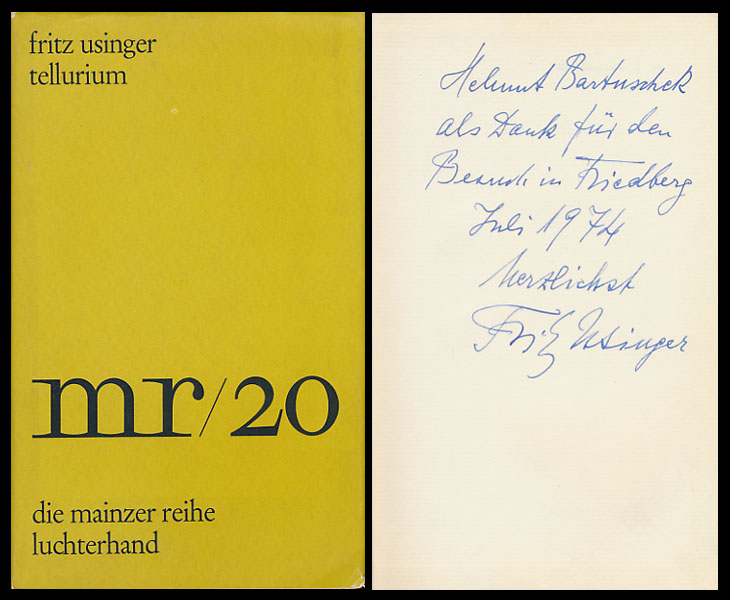 fritz usinger
tellurium
mr/20
die mainzer reihe
luchterhand
Helmut Bartuschek
als Dank für den
Besuch in Friedberg
Juli 1974
Herzlichst
Fritz Usinger